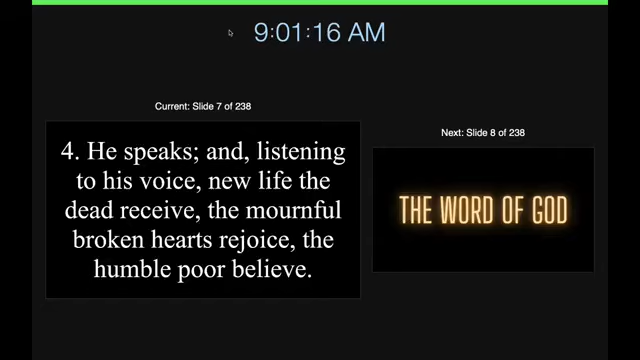 9:01:16 AM
Current: Slide 7 of 238
4. He speaks; and, listening
to his voice, new life the
dead receive, the mournful
broken hearts rejoice, the
humble poor believe.
Next: Slide 8 of 238
THE WORD OF GOD